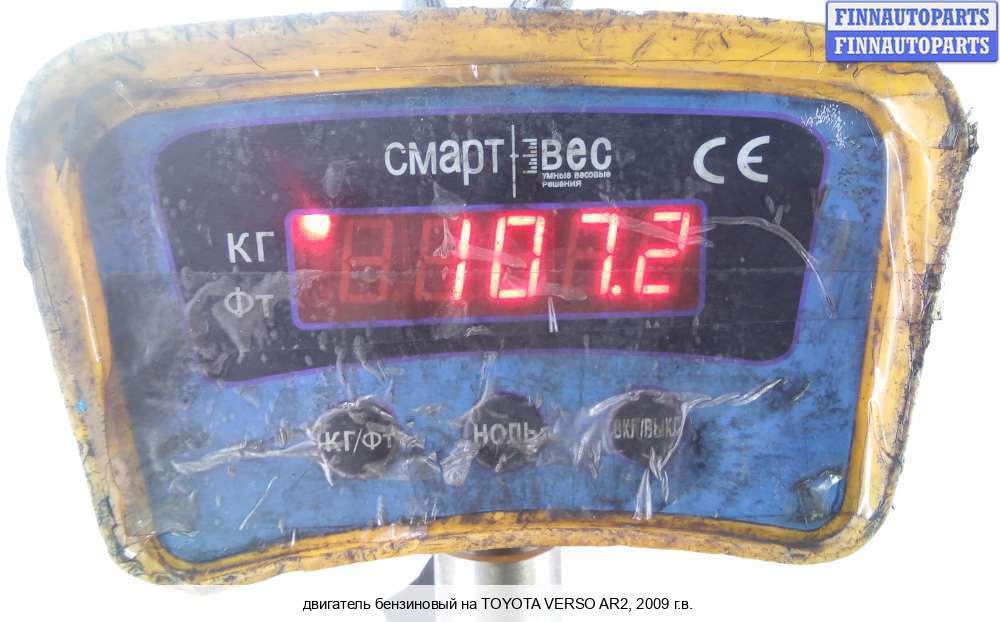 FINNAUTOPARTS
FINNAUTOPARTS
смарт вес
умные весовые
решения
CE
КГ
107.2
ФТ
КГ/ФТ
НОЛЬ
ВКЛ/ВЫКЛ
двигатель бензиновый на TOYOTA VERSO AR2, 2009 г.в.